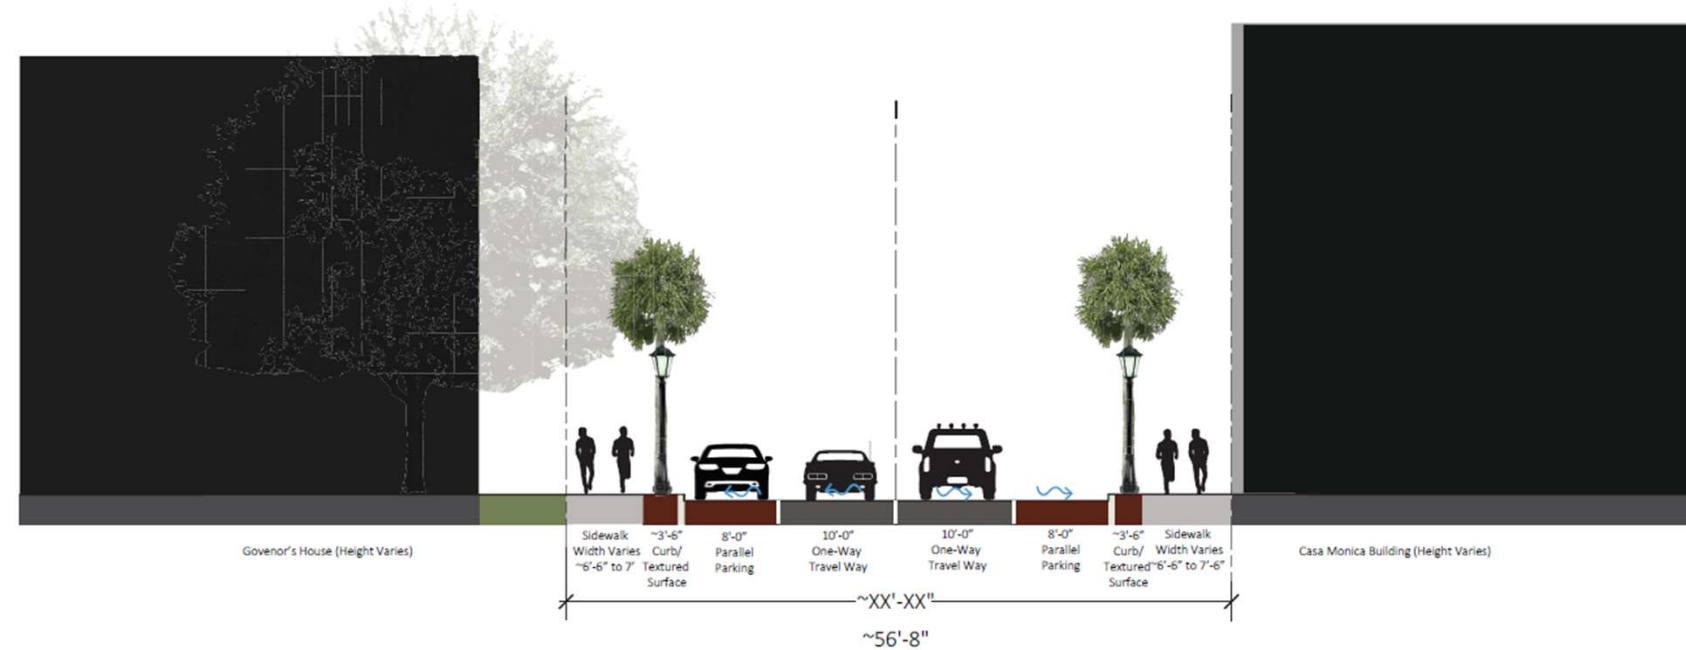 Govenor's House (Height Varies)
Sidewalk
Width Varies
~6'-6" to 7'
~3'-6"
Curb/
Textured
Surface
8'-0"
Parallel
Parking
10'-0"
One-Way
Travel Way
10'-0"
One-Way
Travel Way
8'-0"
Parallel
Parking
~3'-6"
Curb/
Textured
Surface
Sidewalk
Width Varies
~6'-6" to 7'-6"
Casa Monica Building (Height Varies)
~XX'-XX"
~56'-8"